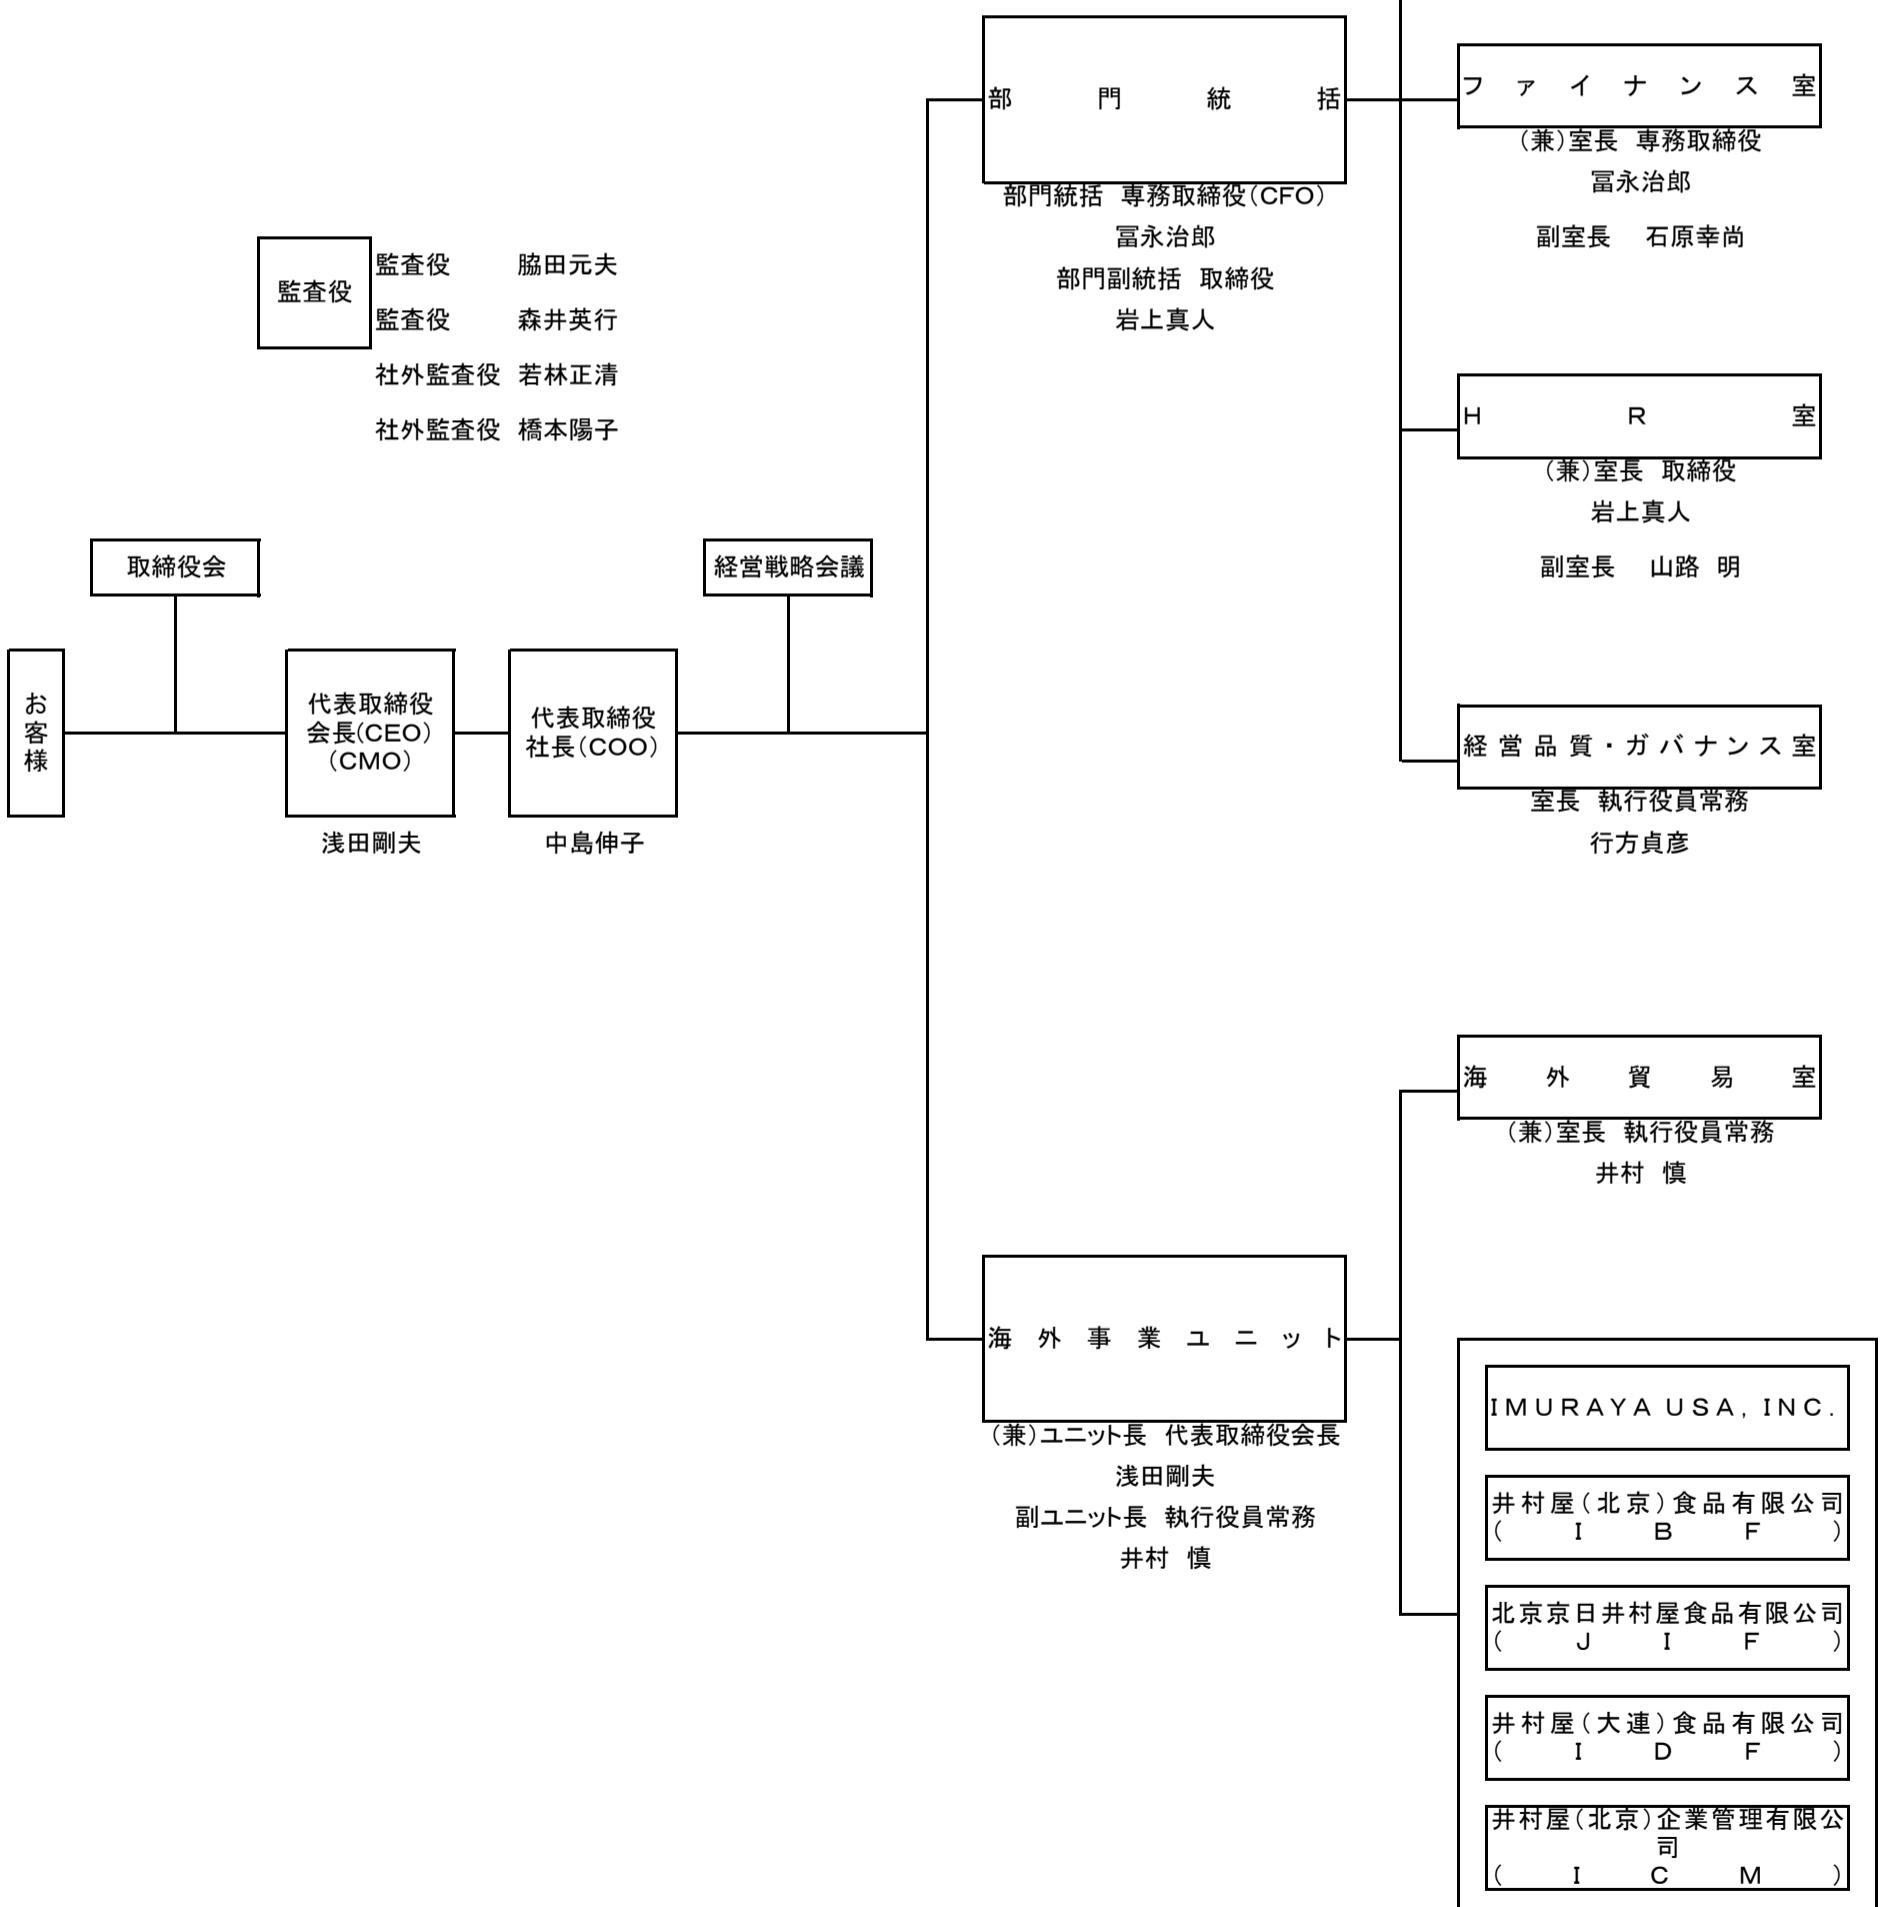 部門統括
部門統括 専務取締役(CFO)
冨永治郎
部門副統括 取締役
岩上真人
ファイナンス室
(兼)室長 専務取締役
冨永治郎
副室長 石原幸尚
監査役
監査役 脇田元夫
監査役 森井英行
社外監査役 若林正清
社外監査役 橋本陽子
HR室
(兼)室長 取締役
岩上真人
副室長 山路 明
取締役会
経営戦略会議
お客様
代表取締役
会長(CEO)
(CMO)
浅田剛夫
代表取締役
社長(COO)
中島伸子
経営品質・ガバナンス室
室長 執行役員常務
行方貞彦
海外貿易室
(兼)室長 執行役員常務
井村 慎
海外事業ユニット
(兼)ユニット長 代表取締役会長
浅田剛夫
副ユニット長 執行役員常務
井村 慎
IMURAYA USA, INC.
井村屋(北京)食品有限公司
(IBF)
北京京日井村屋食品有限公司
(JIF)
井村屋(大連)食品有限公司
(IDF)
井村屋(北京)企業管理有限公
司
(ICM)